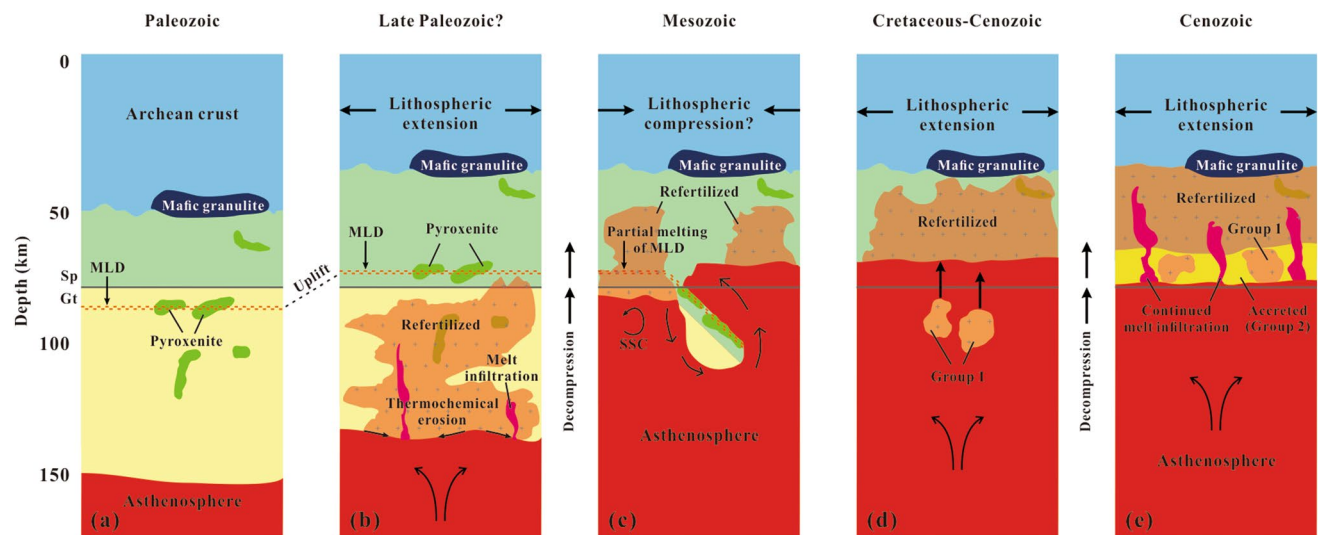 Paleozoic
Late Paleozoic?
Mesozoic
Cretaceous-Cenozoic
Cenozoic
Depth (km)
0
50
Sp
Gt
100
150
Archean crust
Mafic granulite
MLD
Pyroxenite
Asthenosphere
(a)
Uplift
Lithospheric
extension
Mafic granulite
MLD
Pyroxenite
Refertilized
Melt
infiltration
Thermochemical
erosion
(b)
Decompression
Lithospheric
compression?
Mafic granulite
Refertilized
Partial melting
of MLD
SSC
Asthenosphere
(c)
Lithospheric
extension
Mafic granulite
Refertilized
Group 1
(d)
Decompression
Lithospheric
extension
Mafic granulite
Refertilized
Group 1
Continued
melt infiltration
Accreted
(Group 2)
Asthenosphere
(e)